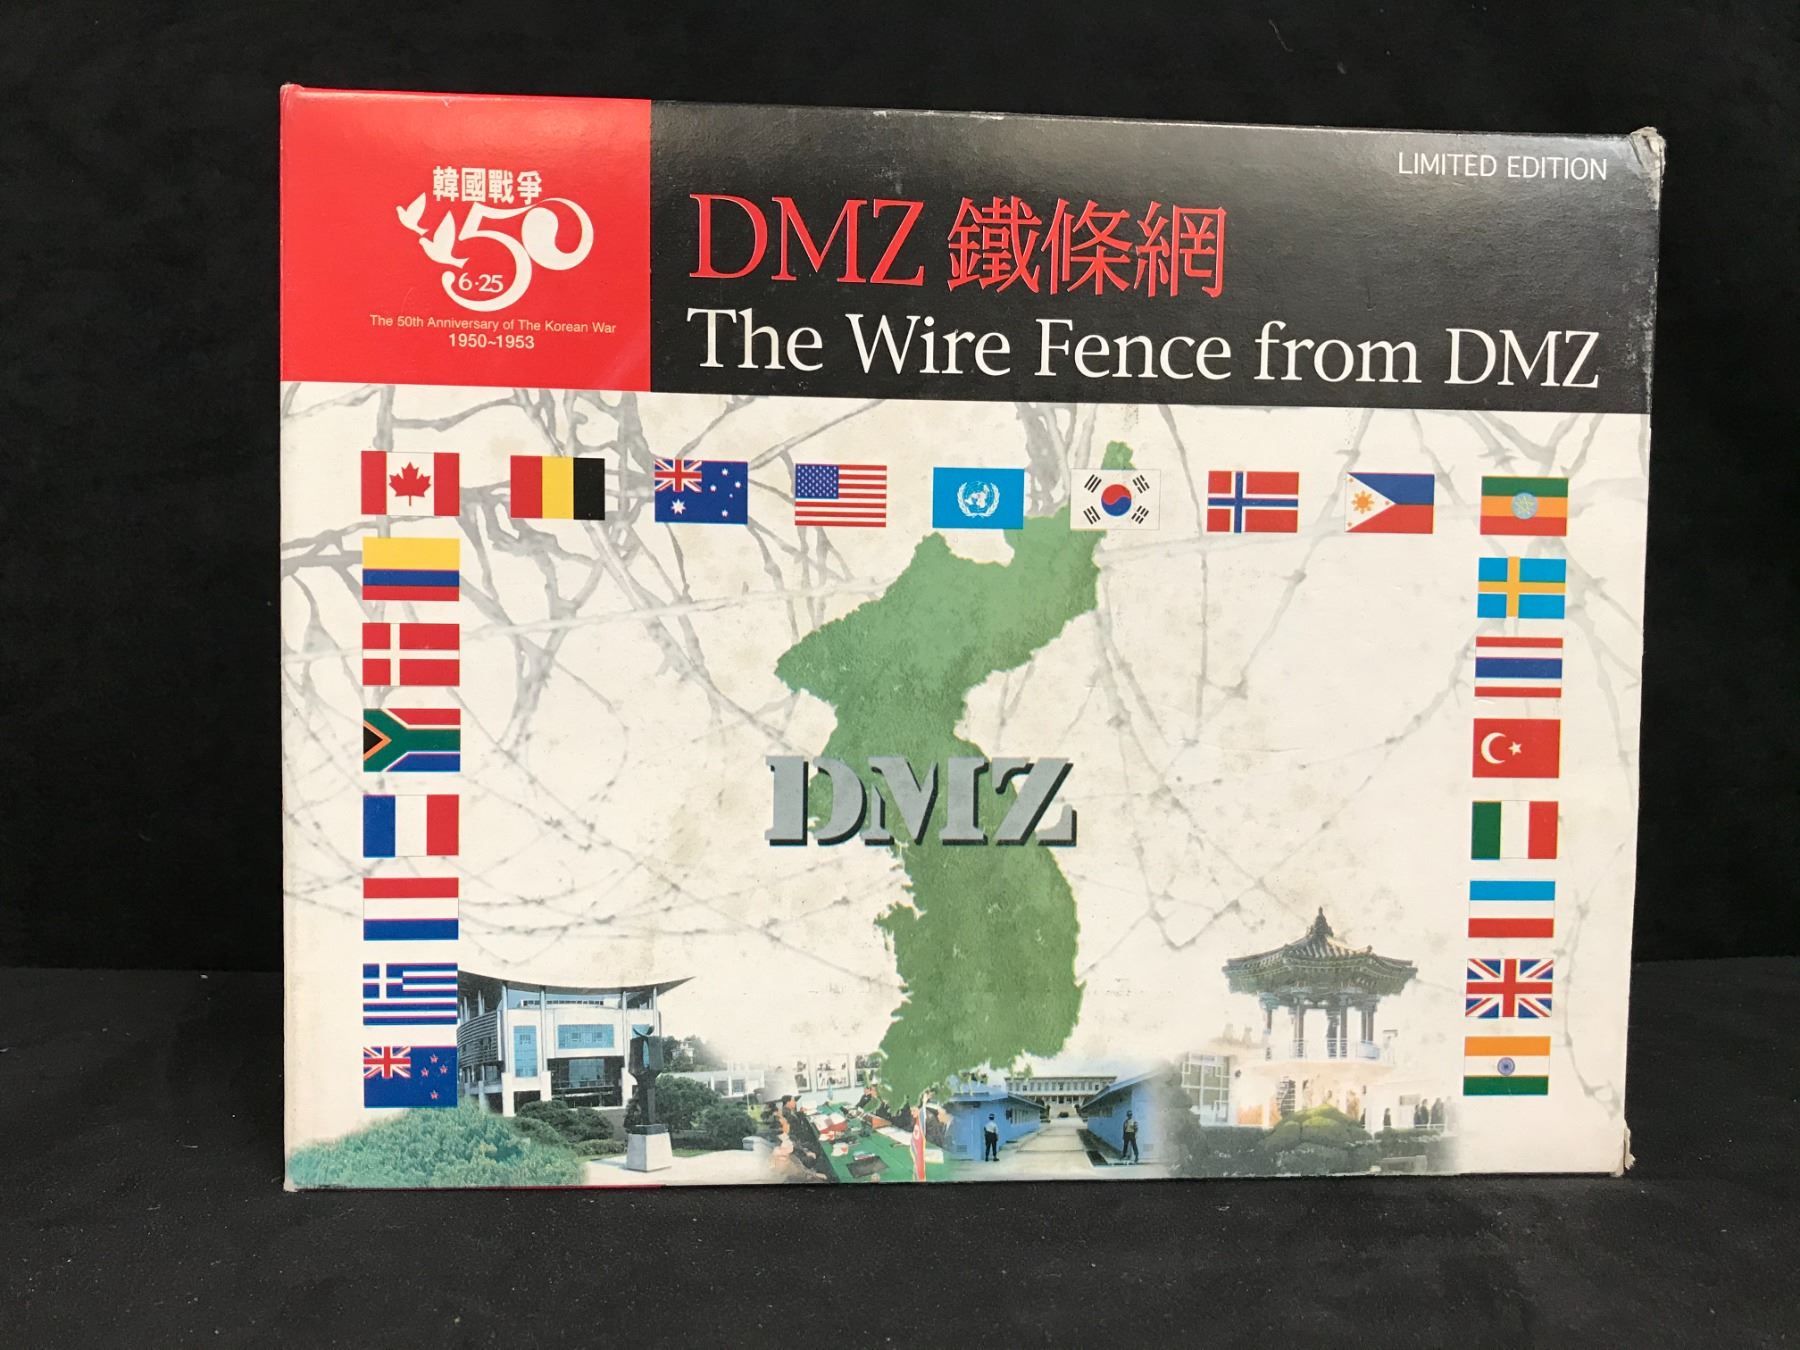 韓國戰爭
50
6·25
The 50th Anniversary of The Korean War
1950~1953
LIMITED EDITION
DMZ 鐵條網
The Wire Fence from DMZ
DMZ